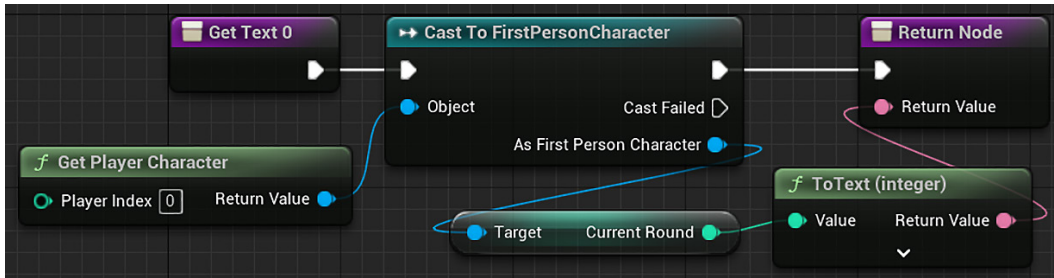 Get Text 0
Cast To FirstPersonCharacter
Return Node
Object
Cast Failed
Return Value
As First Person Character
f Get Player Character
Player Index 0 Return Value
f ToText (integer)
Target Current Round
Value Return Value